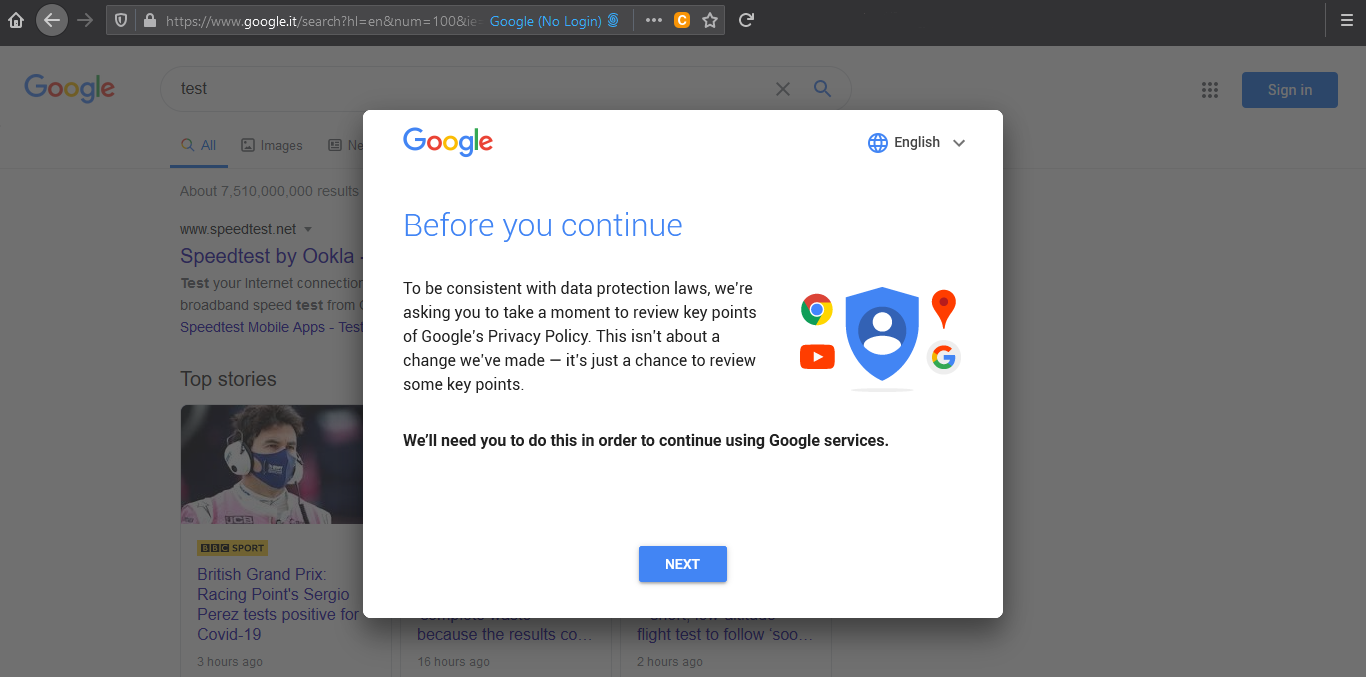 https://www.google.it/search?hl=en&num=100&ie= Google (No Login)
C
Google
test
Sign in
All Images
About 7,510,000,000 results
www.speedtest.net
Speedtest by Ookla -
Test your Internet connection
broadband speed test from
Speedtest Mobile Apps - Test
Top stories
BBC SPORT
British Grand Prix:
Racing Point's Sergio
Perez tests positive for
Covid-19
3 hours ago
because the results co…
16 hours ago
flight test to follow 'soo…
2 hours ago
Google
English
Before you continue
To be consistent with data protection laws, we're
asking you to take a moment to review key points
of Google's Privacy Policy. This isn't about a
change we've made — it's just a chance to review
some key points.
We'll need you to do this in order to continue using Google services.
NEXT